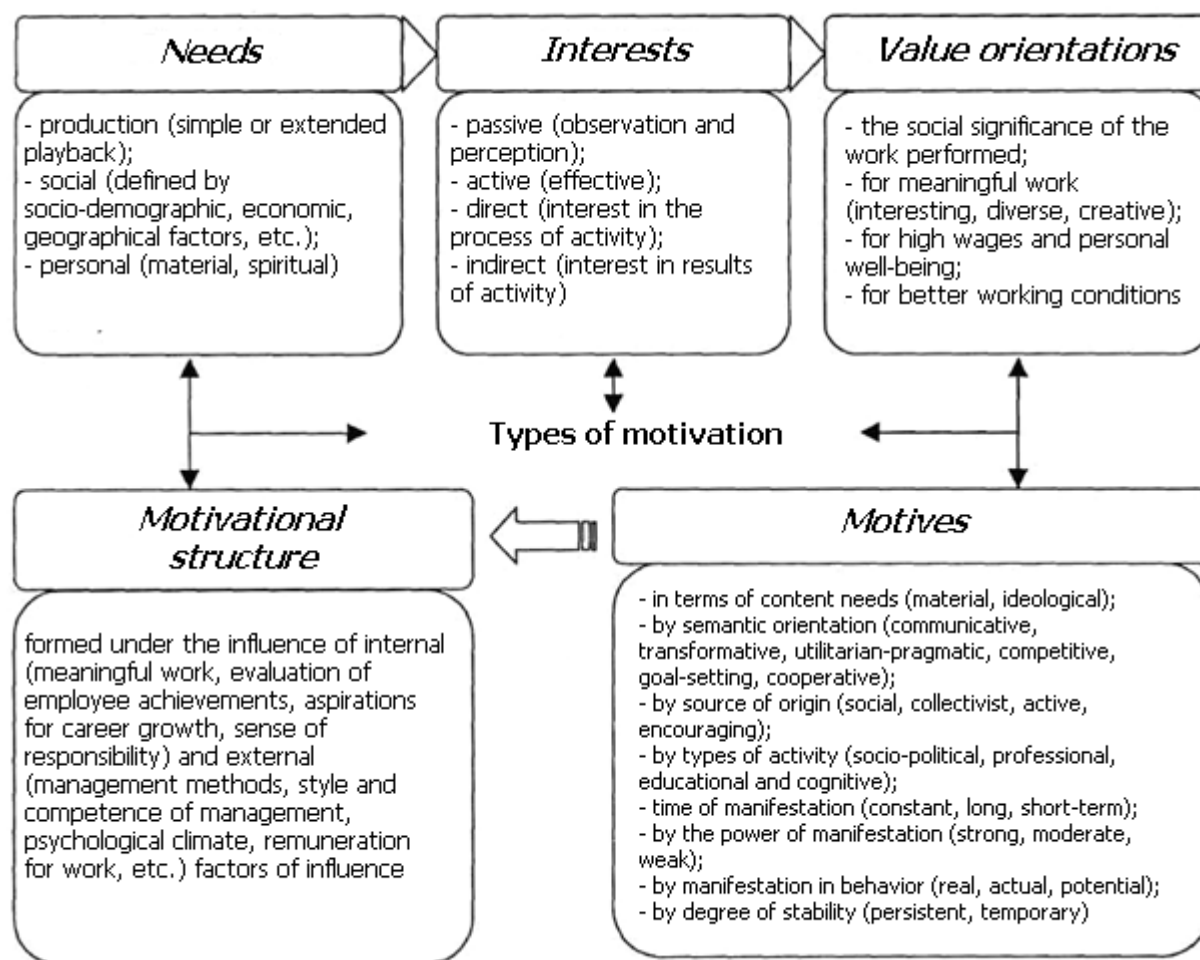 Needs
- production (simple or extended
playback);
- social (defined by
socio-demographic, economic,
geographical factors, etc.);
- personal (material, spiritual)
Interests
- passive (observation and
perception);
- active (effective);
- direct (interest in the
process of activity);
- indirect (interest in results
of activity)
Value orientations
- the social significance of the
work performed;
- for meaningful work
(interesting, diverse, creative);
- for high wages and personal
well-being;
- for better working conditions
Types of motivation
Motivational
structure
formed under the influence of internal
(meaningful work, evaluation of
employee achievements, aspirations
for career growth, sense of
responsibility) and external
(management methods, style and
competence of management,
psychological climate, remuneration
for work, etc.) factors of influence
Motives
- in terms of content needs (material, ideological);
- by semantic orientation (communicative,
transformative, utilitarian-pragmatic, competitive,
goal-setting, cooperative);
- by source of origin (social, collectivist, active,
encouraging);
- by types of activity (socio-political, professional,
educational and cognitive);
- time of manifestation (constant, long, short-term);
- by the power of manifestation (strong, moderate,
weak);
- by manifestation in behavior (real, actual, potential);
- by degree of stability (persistent, temporary)